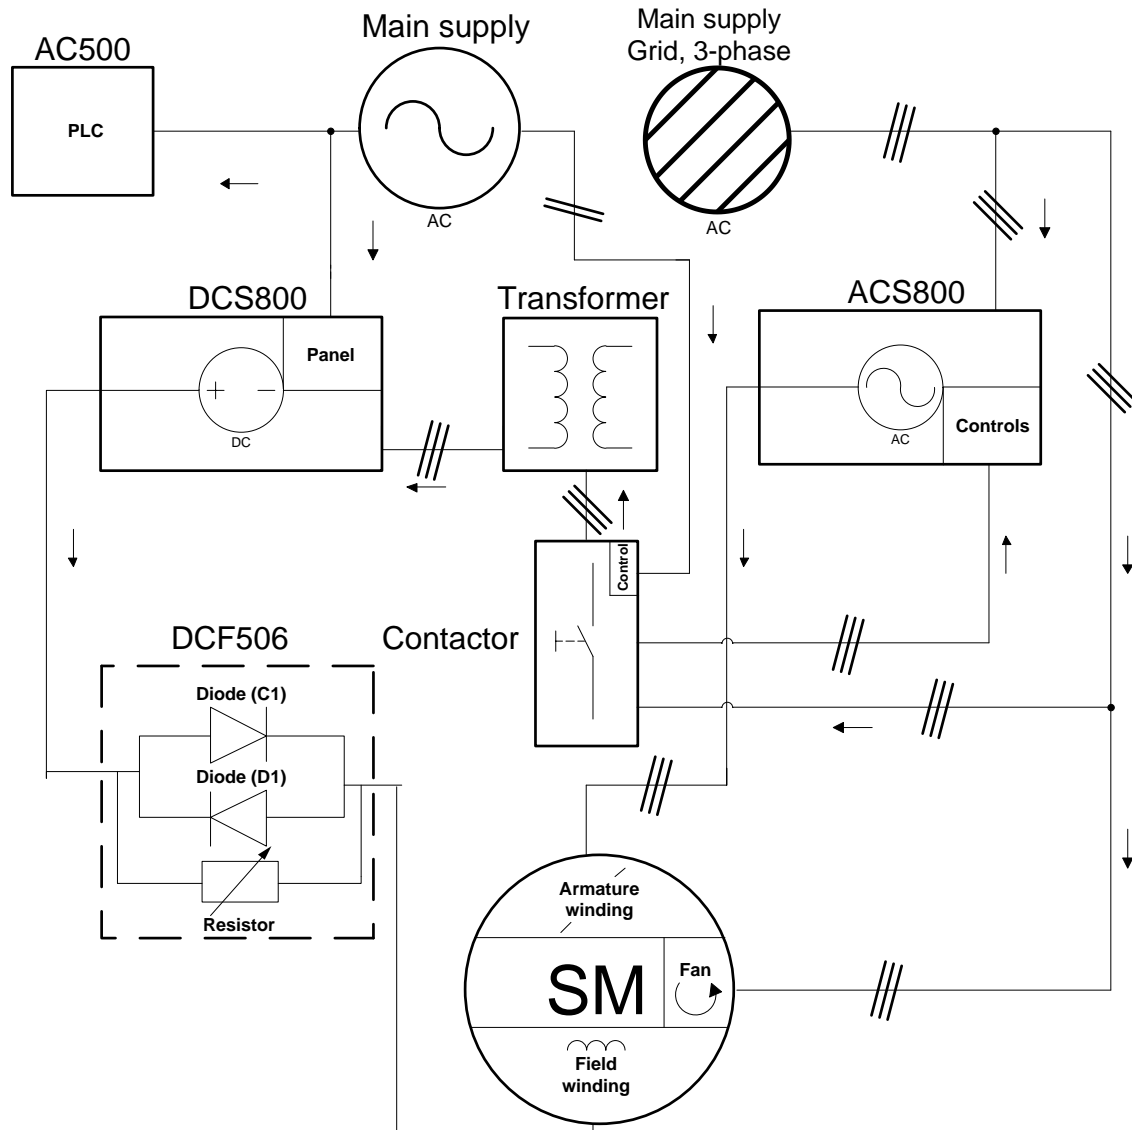 Main supply
Main supply
Grid, 3-phase
AC500
PLC
AC
AC
DCS800
Transformer
ACS800
Panel
+
−
DC
AC
Controls
Control
DCF506
Contactor
Diode (C1)
Diode (D1)
Resistor
Armature
winding
SM
Fan
Field
winding